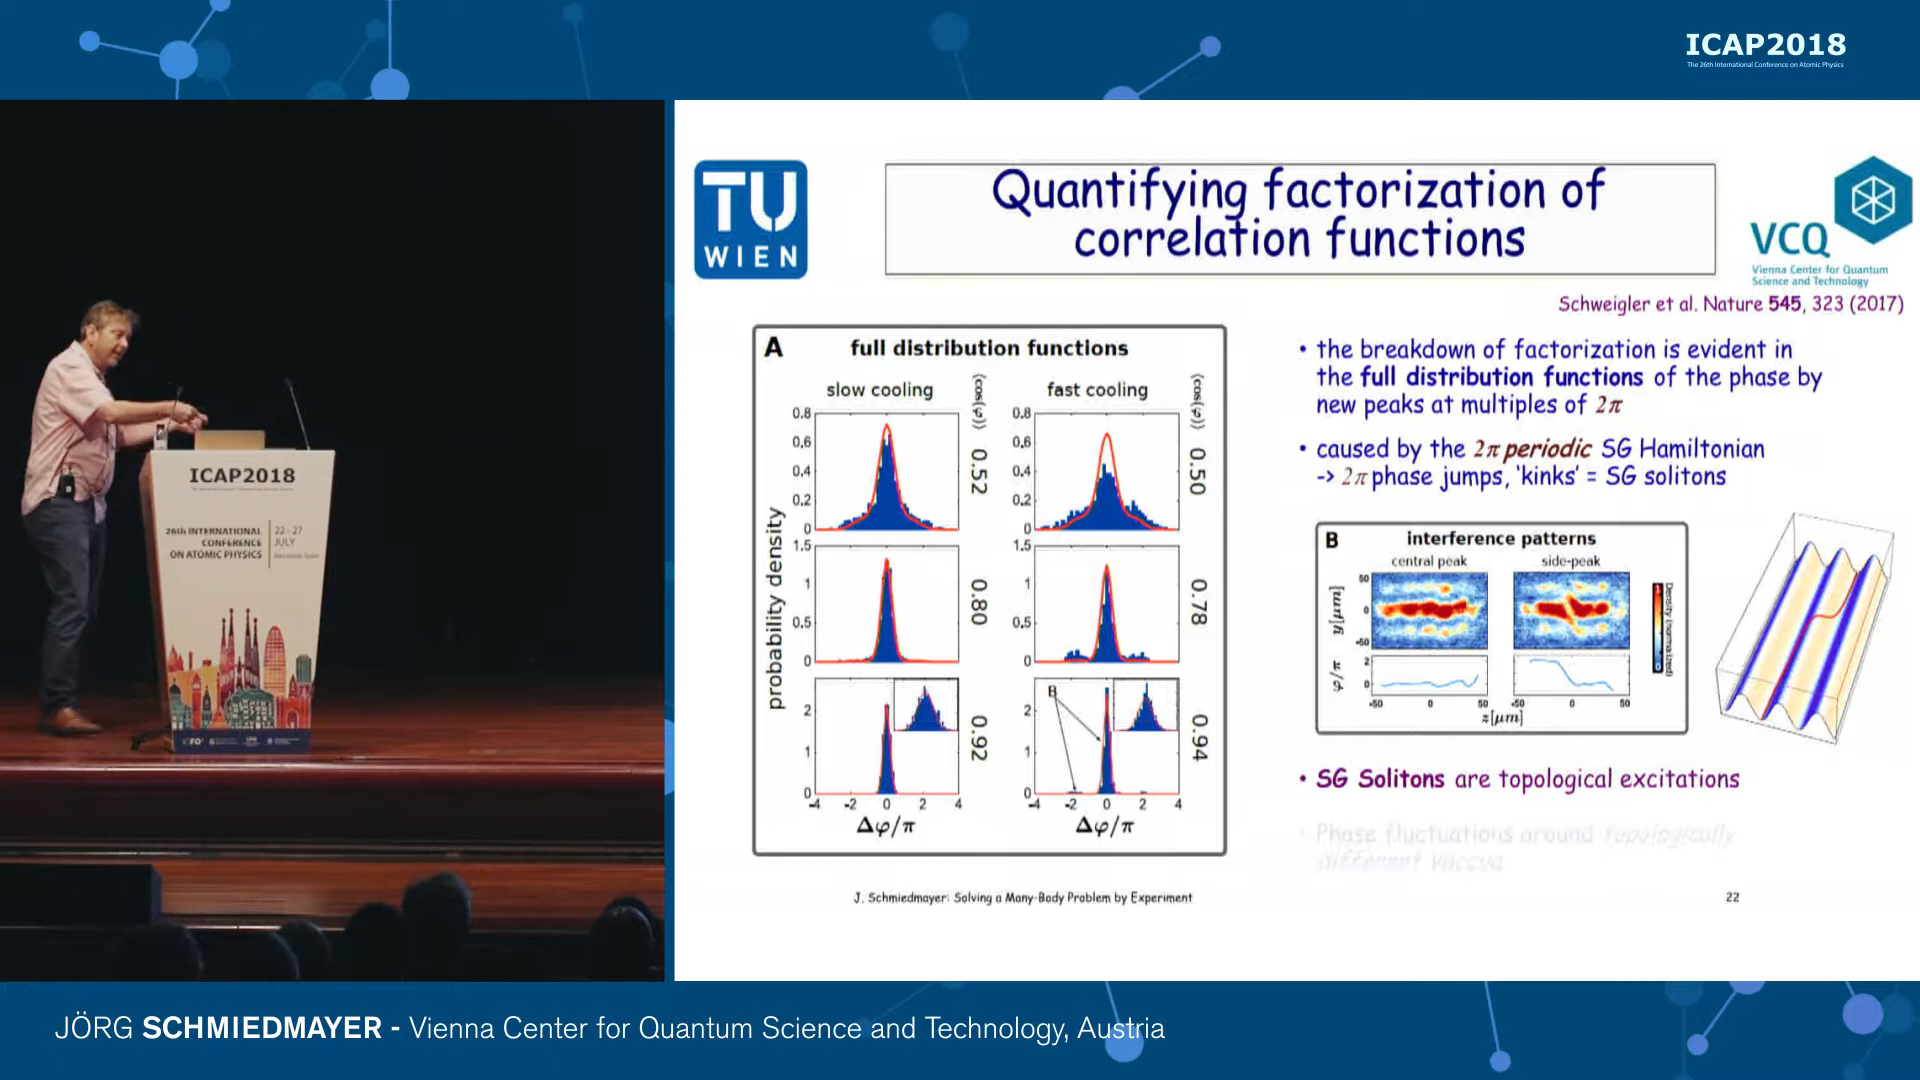 ICAP2018
The 26th International Conference on Atomic Physics
TU
WIEN
Quantifying factorization of
correlation functions
VCQ
Vienna Center for Quantum
Science and Technology
Schweigler et al. Nature 545, 323 (2017)
A full distribution functions
slow cooling ⟨cos(φ)⟩ fast cooling ⟨cos(φ)⟩
probability density
0.8 0.6 0.4 0.2 0
0.52
0.8 0.6 0.4 0.2 0
0.50
1.5 1 0.5 0
0.80
1.5 1 0.5 0
0.78
2 1 0
0.92
B
2 1 0
0.94
-4 -2 0 2 4
-4 -2 0 2 4
Δφ/π
Δφ/π
• the breakdown of factorization is evident in
the full distribution functions of the phase by
new peaks at multiples of 2π
• caused by the 2π periodic SG Hamiltonian
-> 2π phase jumps, 'kinks' = SG solitons
B interference patterns
central peak side-peak
y[μm]
50
0
-50
Density (normalized)
φ/π
2
0
-50 0 50 -50 0 50
z[μm]
• SG Solitons are topological excitations
• Phase fluctuations around topologically
different vacua
J. Schmiedmayer: Solving a Many-Body Problem by Experiment
22
ICAP2018
26th INTERNATIONAL
CONFERENCE
ON ATOMIC PHYSICS
22 - 27
JULY
JÖRG SCHMIEDMAYER - Vienna Center for Quantum Science and Technology, Austria